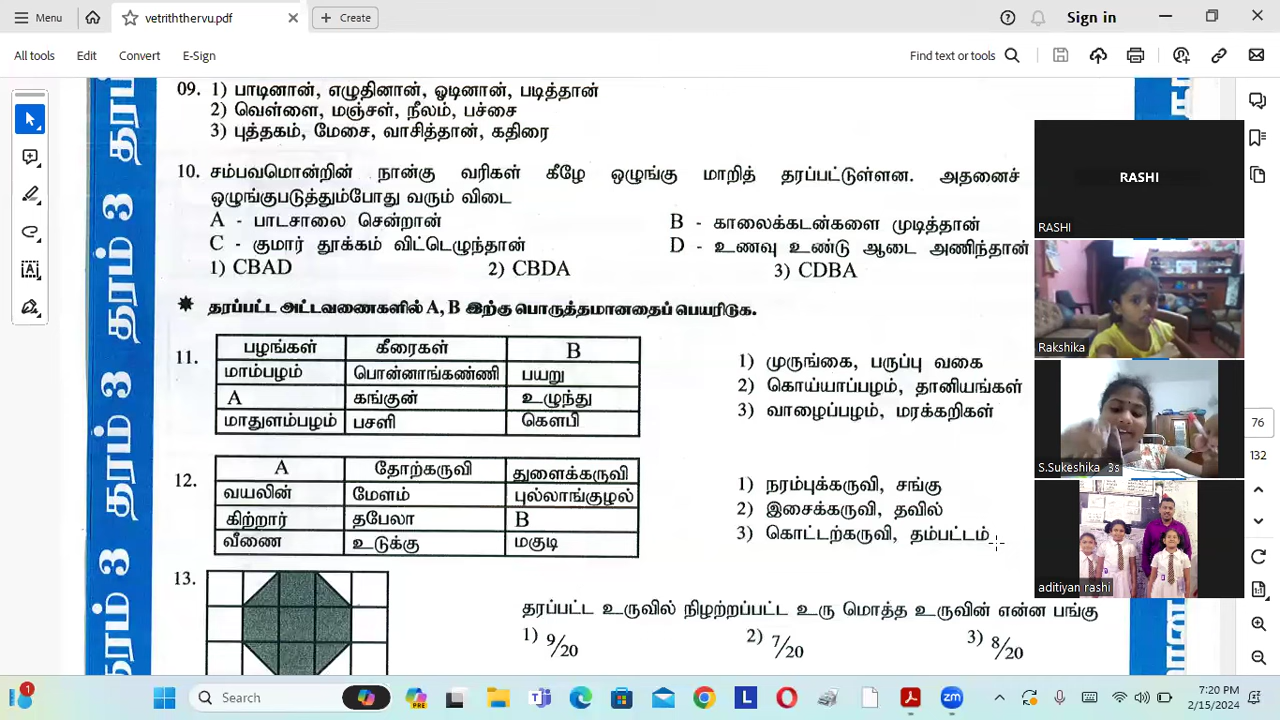 Menu
vetriththervu.pdf
Create
Sign in
All tools
Edit
Convert
E-Sign
Find text or tools
தரம் 3
தரம் 3
தரம் 3
09. 1) பாடினான், எழுதினான், ஓடினான், படித்தான்
2) வெள்ளை, மஞ்சள், நீலம், பச்சை
3) புத்தகம், மேசை, வாசித்தான், கதிரை
10. சம்பவமொன்றின் நான்கு வரிகள் கீழே ஒழுங்கு மாறித் தரப்பட்டுள்ளன. அதனைச்
ஒழுங்குபடுத்தும்போது வரும் விடை
A - பாடசாலை சென்றான்
B - காலைக்கடன்களை முடித்தான்
C - குமார் தூக்கம் விட்டெழுந்தான்
D - உணவு உண்டு ஆடை அணிந்தான்
1) CBAD 2) CBDA 3) CDBA
தரப்பட்ட அட்டவணைகளில் A, B இற்கு பொருத்தமானதைப் பெயரிடுக.
11.
பழங்கள் கீரைகள் B
மாம்பழம் பொன்னாங்கண்ணி பயறு
A கங்குன் உழுந்து
மாதுளம்பழம் பசளி கௌபி
1) முருங்கை, பருப்பு வகை
2) கொய்யாப்பழம், தானியங்கள்
3) வாழைப்பழம், மரக்கறிகள்
12.
A தோற்கருவி துளைக்கருவி
வயலின் மேளம் புல்லாங்குழல்
கிற்றார் தபேலா B
வீணை உடுக்கு மகுடி
1) நரம்புக்கருவி, சங்கு
2) இசைக்கருவி, தவில்
3) கொட்டற்கருவி, தம்பட்டம்
13.
தரப்பட்ட உருவில் நிழற்றப்பட்ட உரு மொத்த உருவின் என்ன பங்கு
1) 9/20 2) 7/20 3) 8/20
RASHI
RASHI
Rakshika
S.Sukeshika 3s
aditiyan rashi
76
132
1
Search
PRE
L
7:20 PM
2/15/2024